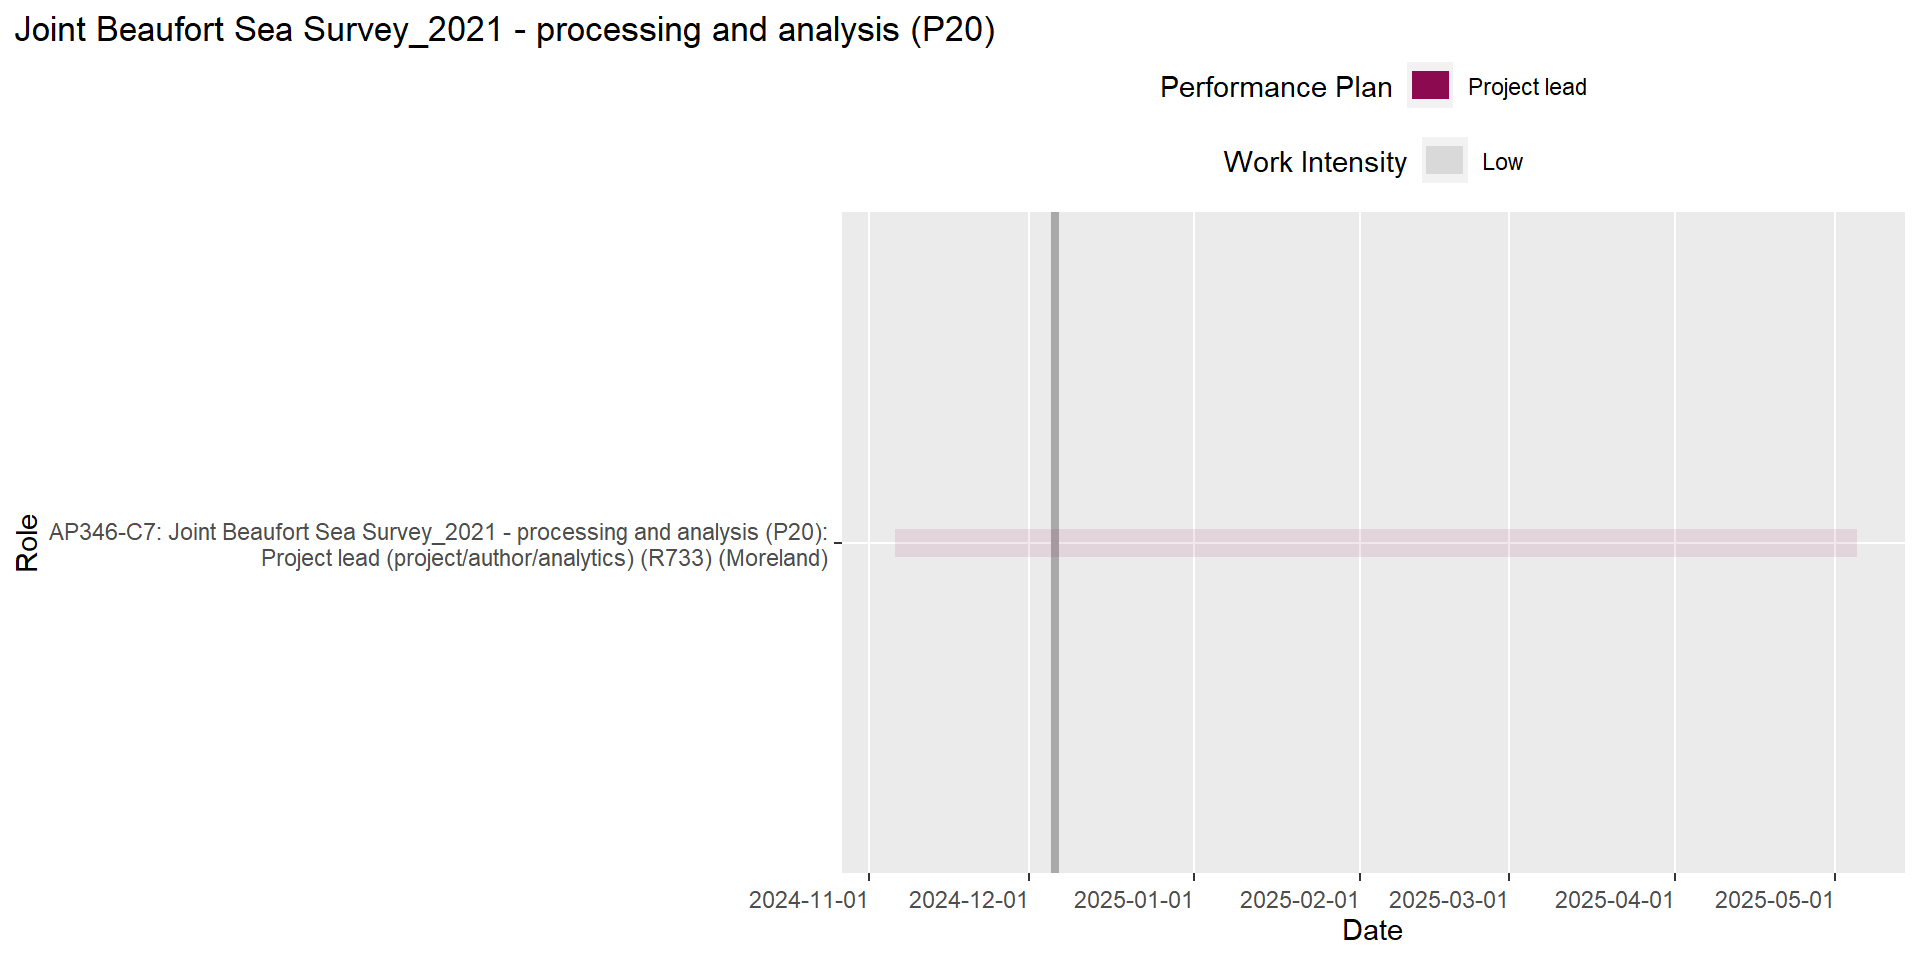 Joint Beaufort Sea Survey_2021 - processing and analysis (P20)
Performance Plan Project lead
Work Intensity Low
Role
AP346-C7: Joint Beaufort Sea Survey_2021 - processing and analysis (P20):
Project lead (project/author/analytics) (R733) (Moreland)
2024-11-01 2024-12-01 2025-01-01 2025-02-01 2025-03-01 2025-04-01 2025-05-01
Date